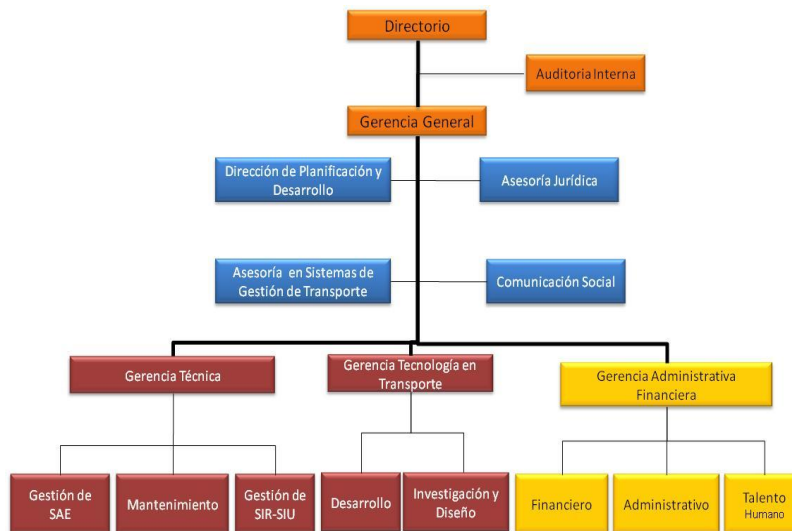 Directorio
Auditoria Interna
Gerencia General
Dirección de Planificación y
Desarrollo
Asesoría Jurídica
Asesoría en Sistemas de
Gestión de Transporte
Comunicación Social
Gerencia Técnica
Gerencia Tecnología en
Transporte
Gerencia Administrativa
Financiera
Gestión de
SAE
Mantenimiento
Gestión de
SIR-SIU
Desarrollo
Investigación y
Diseño
Financiero
Administrativo
Talento
Humano